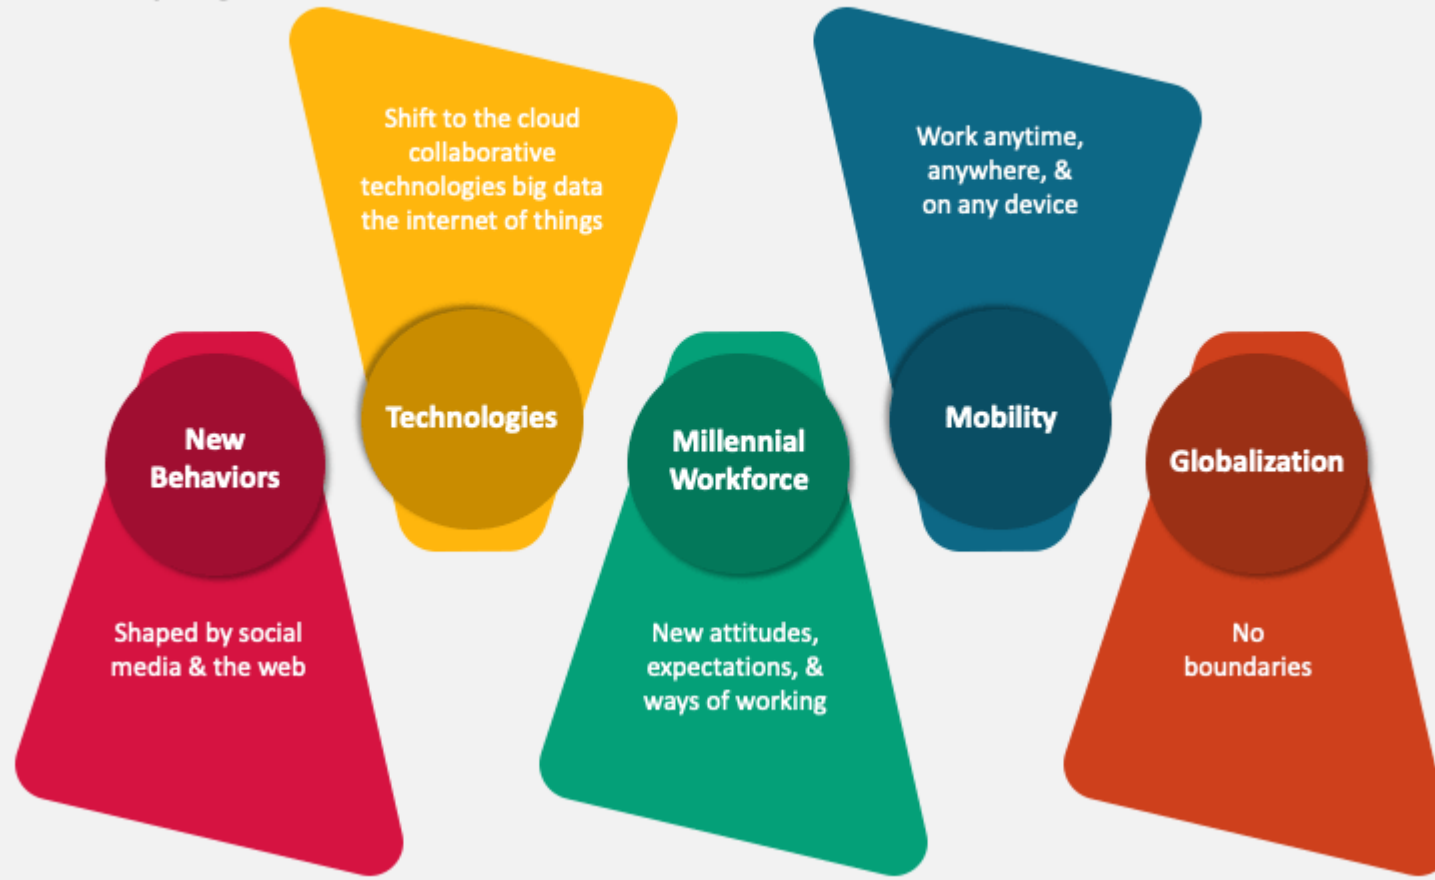 New
Behaviors
Shaped by social
media & the web
Shift to the cloud
collaborative
technologies big data
the internet of things
Technologies
Millennial
Workforce
New attitudes,
expectations, &
ways of working
Work anytime,
anywhere, &
on any device
Mobility
Globalization
No
boundaries